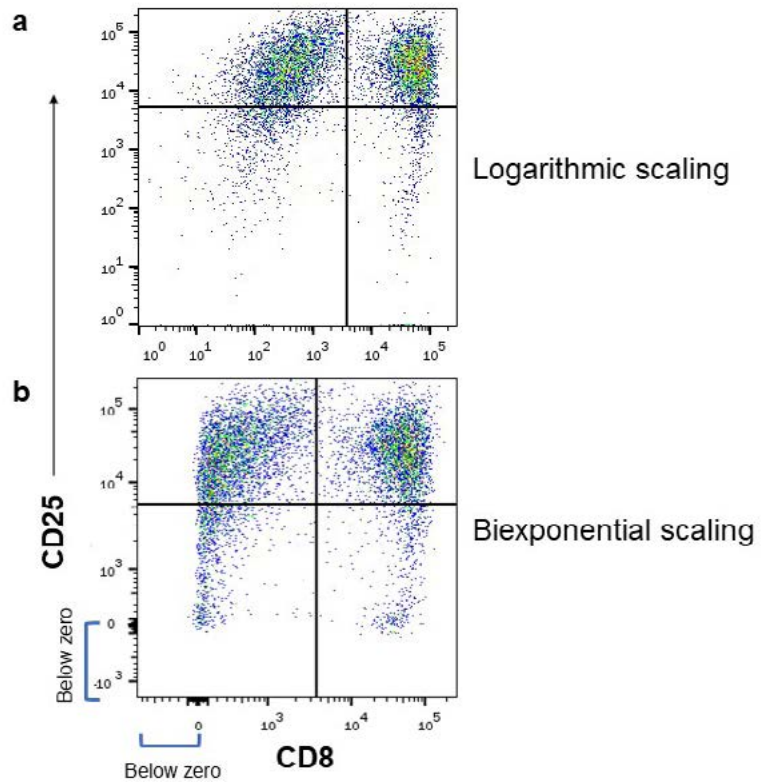 a
10^5
10^4
10^3
10^2
10^1
10^0
10^0 10^1 10^2 10^3 10^4 10^5
Logarithmic scaling
b
10^5
10^4
10^3
0
-10^3
0 10^3 10^4 10^5
Biexponential scaling
CD25
Below zero
CD8
Below zero